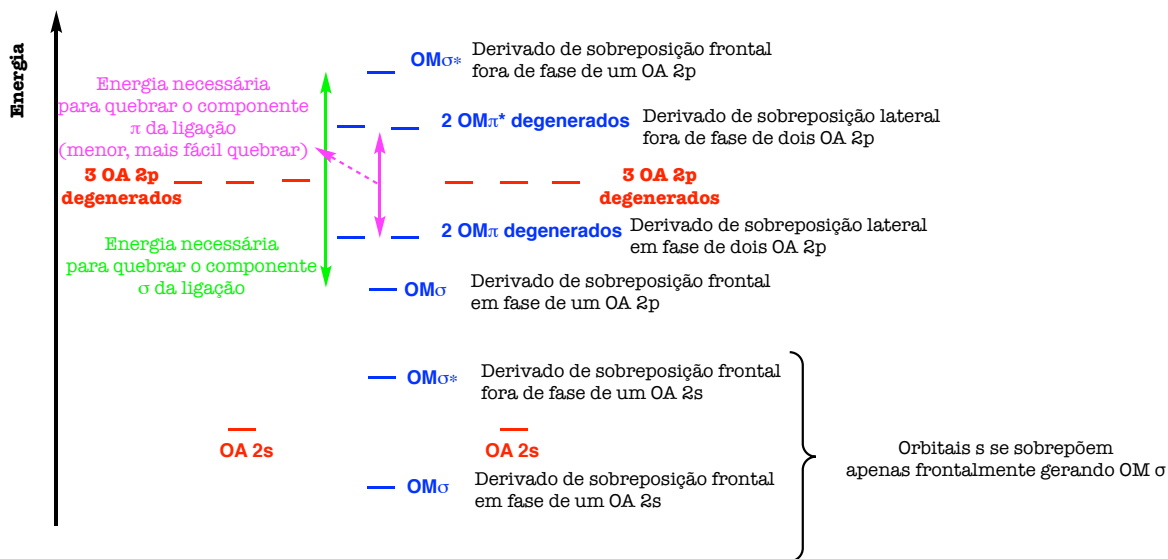 Energia
OMσ*
Derivado de sobreposição frontal
fora de fase de um OA 2p
Energia necessária
para quebrar o componente
π da ligação
(menor, mais fácil quebrar)
2 OMπ* degenerados
Derivado de sobreposição lateral
fora de fase de dois OA 2p
3 OA 2p
degenerados
3 OA 2p
degenerados
2 OMπ degenerados
Derivado de sobreposição lateral
em fase de dois OA 2p
Energia necessária
para quebrar o componente
σ da ligação
OMσ
Derivado de sobreposição frontal
em fase de um OA 2p
OMσ*
Derivado de sobreposição frontal
fora de fase de um OA 2s
OA 2s
OA 2s
Orbitais s se sobrepõem
apenas frontalmente gerando OM σ
OMσ
Derivado de sobreposição frontal
em fase de um OA 2s